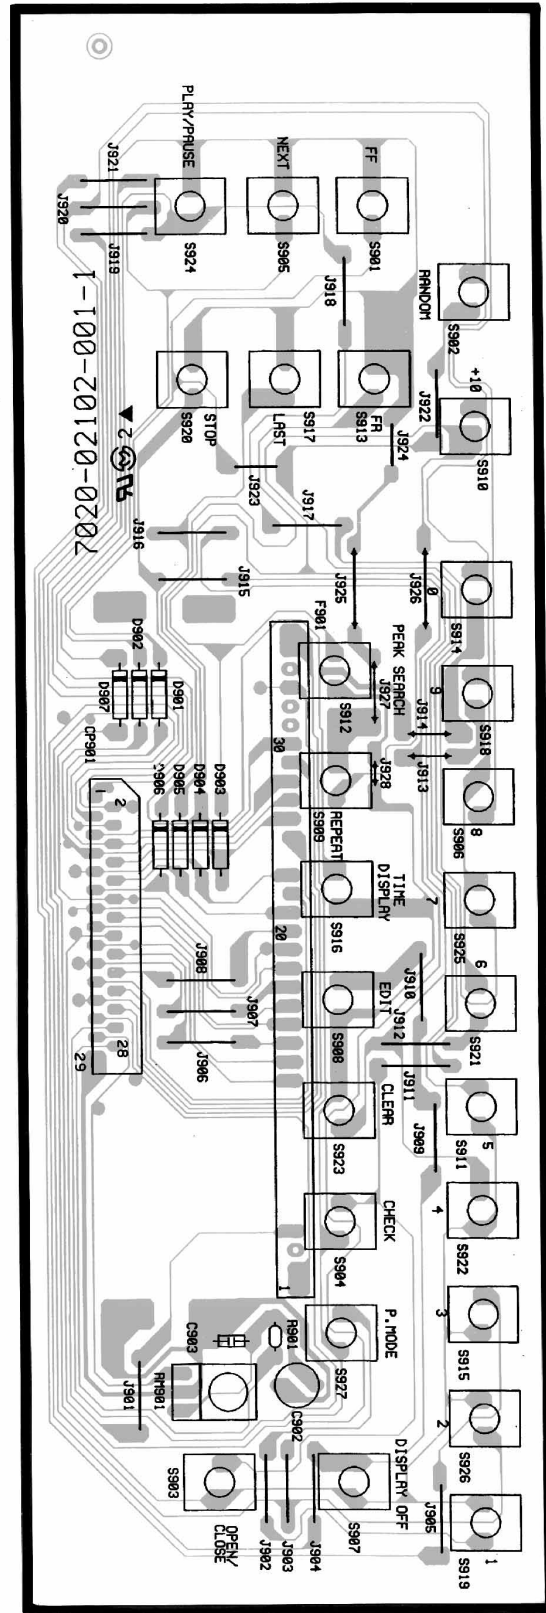 PLAY/PAUSE
NEXT
FF
J921
J920
J919
S924
S905
S901
J918
RANDOM
S902
+10
J922
S910
S920
STOP
S917
LAST
S913
FR
J924
7020-02102-001-1
2
J923
J917
J916
J915
J925
J926
0
S914
F901
PEAK SEARCH
J927
S912
9
S918
J914
J913
D902
D907
D901
CP901
1
2
30
J928
S909
REPEAT
8
S906
D906
D905
D904
D903
TIME
DISPLAY
S916
7
S925
20
J908
J907
J906
EDIT
S908
J910
J912
6
S921
29
28
J911
CLEAR
S923
J909
5
S911
CHECK
S904
4
S922
1
P.MODE
S927
3
S915
C903
R901
RM901
J901
C902
2
S926
DISPLAY OFF
S907
S903
OPEN/
CLOSE
J902
J903
J904
J905
1
S919